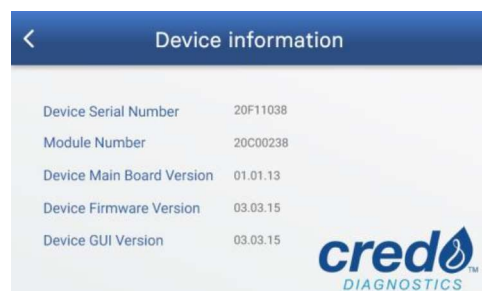 Device information
Device Serial Number 20F11038
Module Number 20C00238
Device Main Board Version 01.01.13
Device Firmware Version 03.03.15
Device GUI Version 03.03.15
credo
TM
DIAGNOSTICS